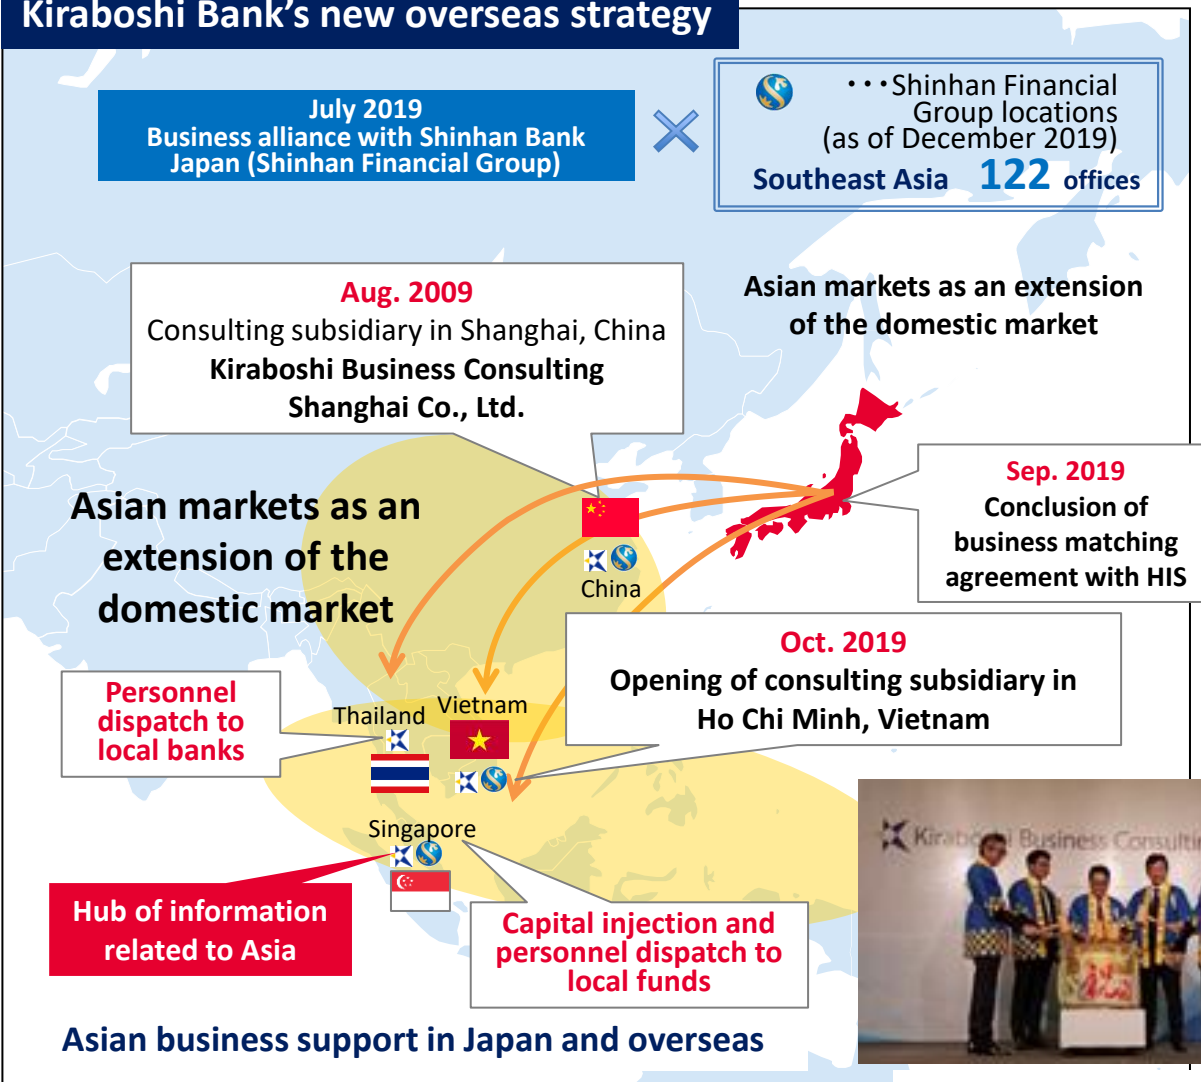 Kiraboshi Bank's new overseas strategy
July 2019
Business alliance with Shinhan Bank
Japan (Shinhan Financial Group)
･･･Shinhan Financial
Group locations
(as of December 2019)
Southeast Asia 122 offices
Aug. 2009
Consulting subsidiary in Shanghai, China
Kiraboshi Business Consulting
Shanghai Co., Ltd.
Asian markets as an extension
of the domestic market
Asian markets as an
extension of the
domestic market
China
Sep. 2019
Conclusion of
business matching
agreement with HIS
Oct. 2019
Opening of consulting subsidiary in
Ho Chi Minh, Vietnam
Personnel
dispatch to
local banks
Thailand
Vietnam
Singapore
Hub of information
related to Asia
Capital injection and
personnel dispatch to
local funds
Kiraboshi Business Consulting
Asian business support in Japan and overseas